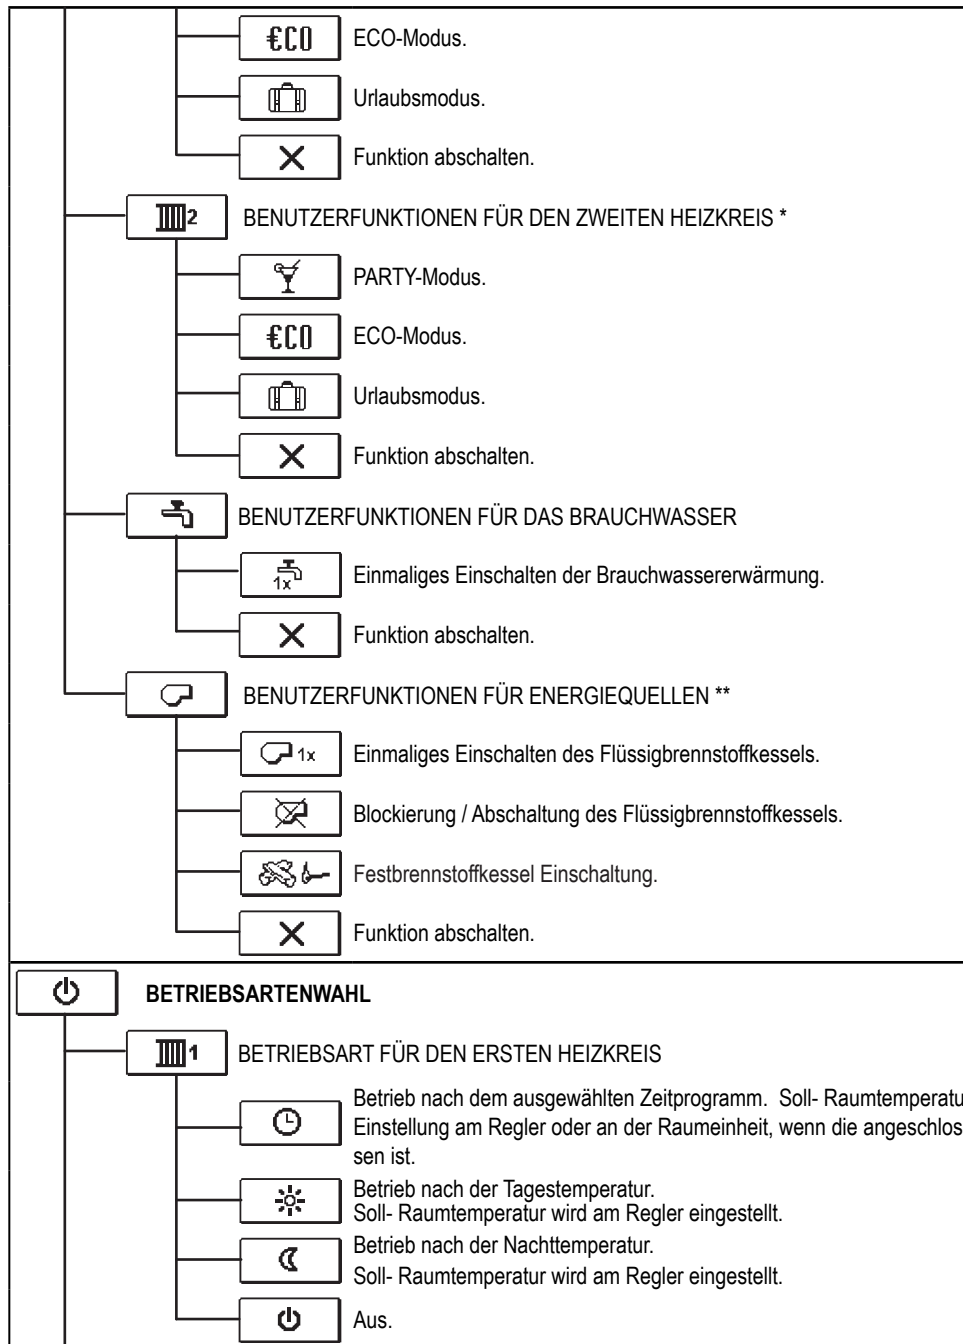 €CO ECO-Modus.
Urlaubsmodus.
Funktion abschalten.
2 BENUTZERFUNKTIONEN FÜR DEN ZWEITEN HEIZKREIS *
PARTY-Modus.
€CO ECO-Modus.
Urlaubsmodus.
Funktion abschalten.
BENUTZERFUNKTIONEN FÜR DAS BRAUCHWASSER
1x Einmaliges Einschalten der Brauchwassererwärmung.
Funktion abschalten.
BENUTZERFUNKTIONEN FÜR ENERGIEQUELLEN **
1x Einmaliges Einschalten des Flüssigbrennstoffkessels.
Blockierung / Abschaltung des Flüssigbrennstoffkessels.
Festbrennstoffkessel Einschaltung.
Funktion abschalten.
BETRIEBSARTENWAHL
1 BETRIEBSART FÜR DEN ERSTEN HEIZKREIS
Betrieb nach dem ausgewählten Zeitprogramm. Soll- Raumtemperatu
Einstellung am Regler oder an der Raumeinheit, wenn die angeschlos
sen ist.
Betrieb nach der Tagestemperatur.
Soll- Raumtemperatur wird am Regler eingestellt.
Betrieb nach der Nachttemperatur.
Soll- Raumtemperatur wird am Regler eingestellt.
Aus.